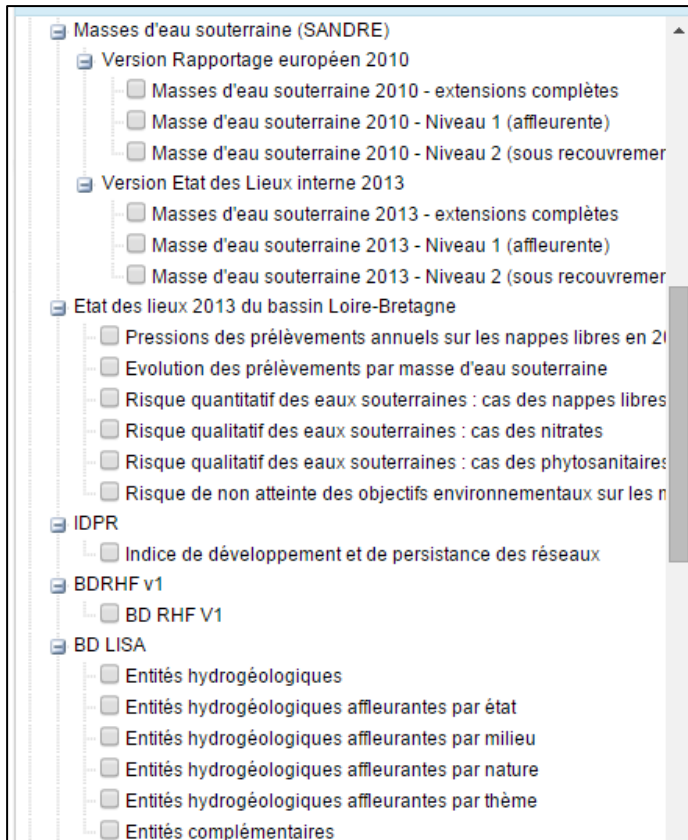 Masses d'eau souterraine (SANDRE)
Version Rapportage européen 2010
Masses d'eau souterraine 2010 - extensions complètes
Masse d'eau souterraine 2010 - Niveau 1 (affleurente)
Masse d'eau souterraine 2010 - Niveau 2 (sous recouvremer
Version Etat des Lieux interne 2013
Masses d'eau souterraine 2013 - extensions complètes
Masse d'eau souterraine 2013 - Niveau 1 (affleurente)
Masse d'eau souterraine 2013 - Niveau 2 (sous recouvremer
Etat des lieux 2013 du bassin Loire-Bretagne
Pressions des prélèvements annuels sur les nappes libres en 20
Evolution des prélèvements par masse d'eau souterraine
Risque quantitatif des eaux souterraines : cas des nappes libres
Risque qualitatif des eaux souterraines : cas des nitrates
Risque qualitatif des eaux souterraines : cas des phytosanitaires
Risque de non atteinte des objectifs environnementaux sur les n
IDPR
Indice de développement et de persistance des réseaux
BDRHF v1
BD RHF V1
BD LISA
Entités hydrogéologiques
Entités hydrogéologiques affleurantes par état
Entités hydrogéologiques affleurantes par milieu
Entités hydrogéologiques affleurantes par nature
Entités hydrogéologiques affleurantes par thème
Entités complémentaires